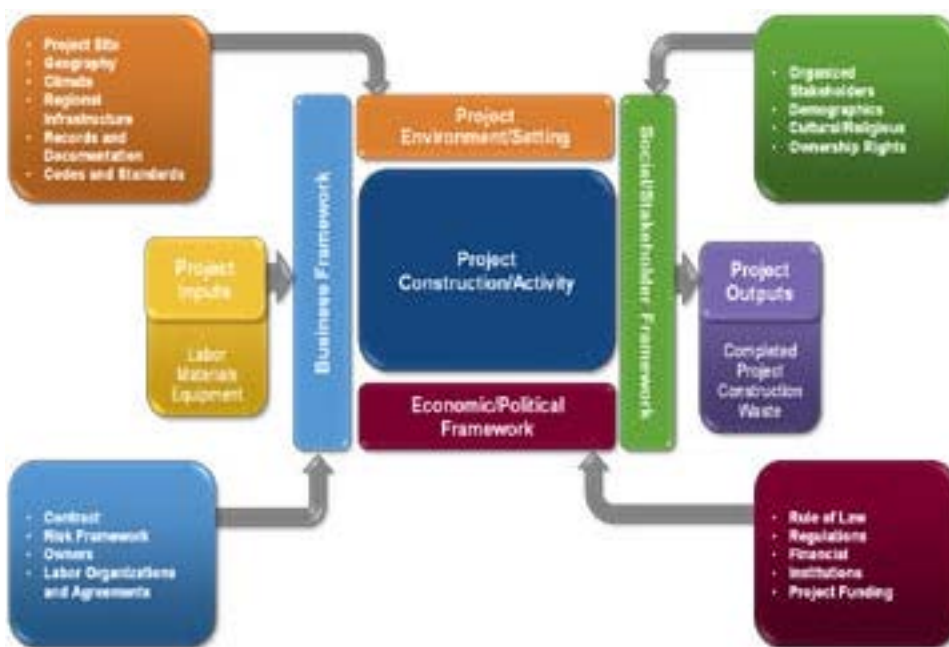 • Project Site
• Geography
• Climate
• Regional
Infrastructure
• Records and
Documentation
• Codes and Standards
Project
Environment/Setting
• Organized
Stakeholders
• Demographics
• Cultural/Religious
• Ownership Rights
Project
Inputs
Labor
Materials
Equipment
Business Framework
Project
Construction/Activity
Social/Stakeholder Framework
Project
Outputs
Completed
Project
Construction
Waste
Economic/Political
Framework
• Contract
• Risk Framework
• Owners
• Labor Organizations
and Agreements
• Rule of Law
• Regulations
• Financial
• Institutions
• Project Funding